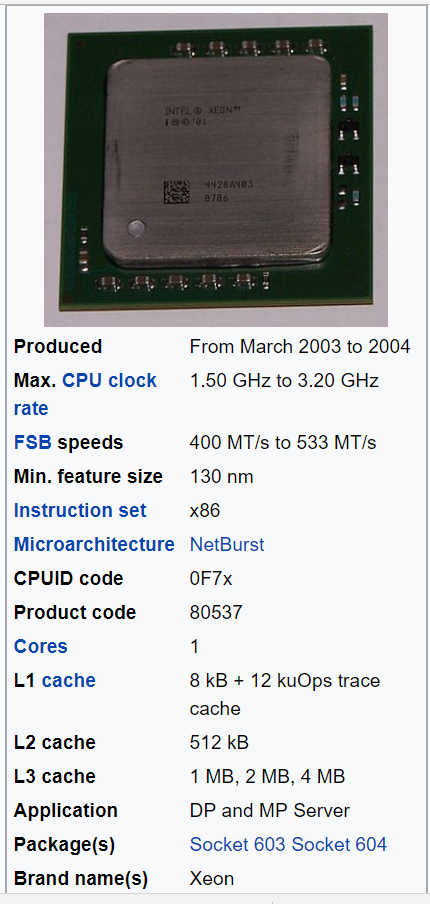 INTEL® XEON™
'01
4420A403
0706
Produced From March 2003 to 2004
Max. CPU clock rate 1.50 GHz to 3.20 GHz
FSB speeds 400 MT/s to 533 MT/s
Min. feature size 130 nm
Instruction set x86
Microarchitecture NetBurst
CPUID code 0F7x
Product code 80537
Cores 1
L1 cache 8 kB + 12 kuOps trace cache
L2 cache 512 kB
L3 cache 1 MB, 2 MB, 4 MB
Application DP and MP Server
Package(s) Socket 603 Socket 604
Brand name(s) Xeon